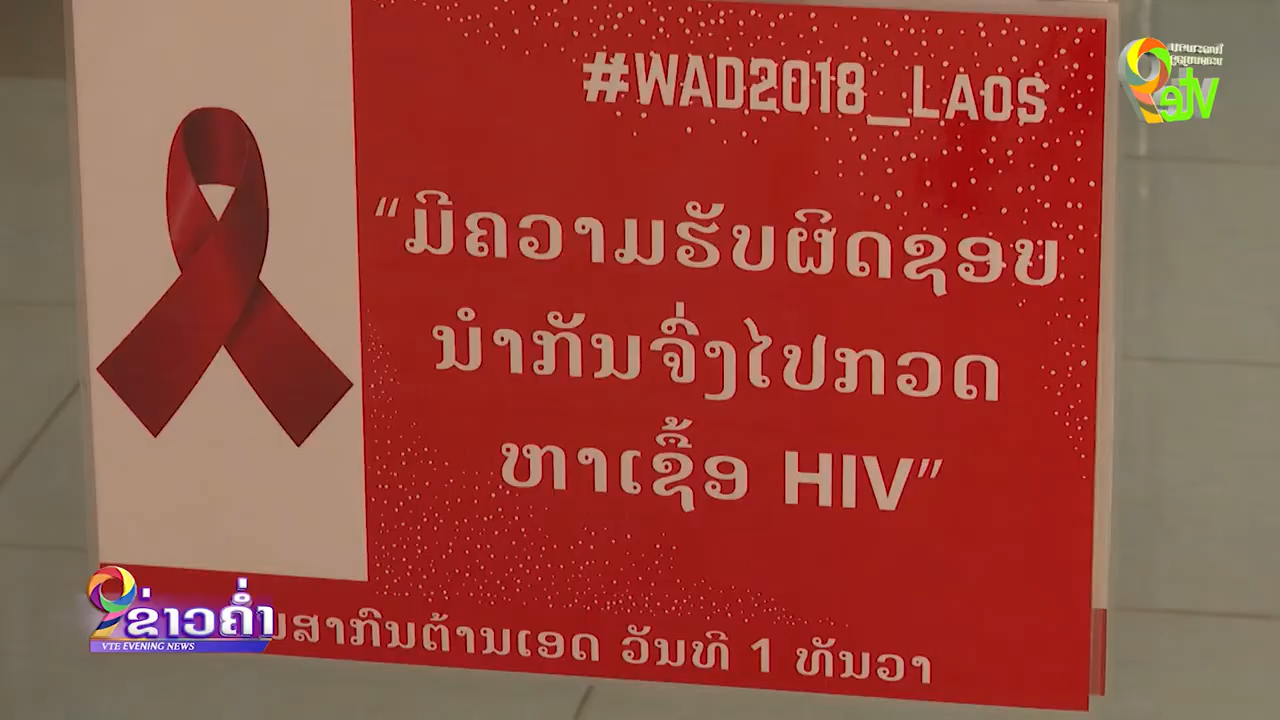 #WAD2018_LAOS
“ມີຄວາມຮັບຜິດຊອບ
ນຳກັນຈຶ່ງໄປກວດ
ຫາເຊື້ອ HIV”
ສາກົນຕ້ານເອດ ວັນທີ 1 ທັນວາ
9 ຂ່າວຄ່ຳ
VTE EVENING NEWS